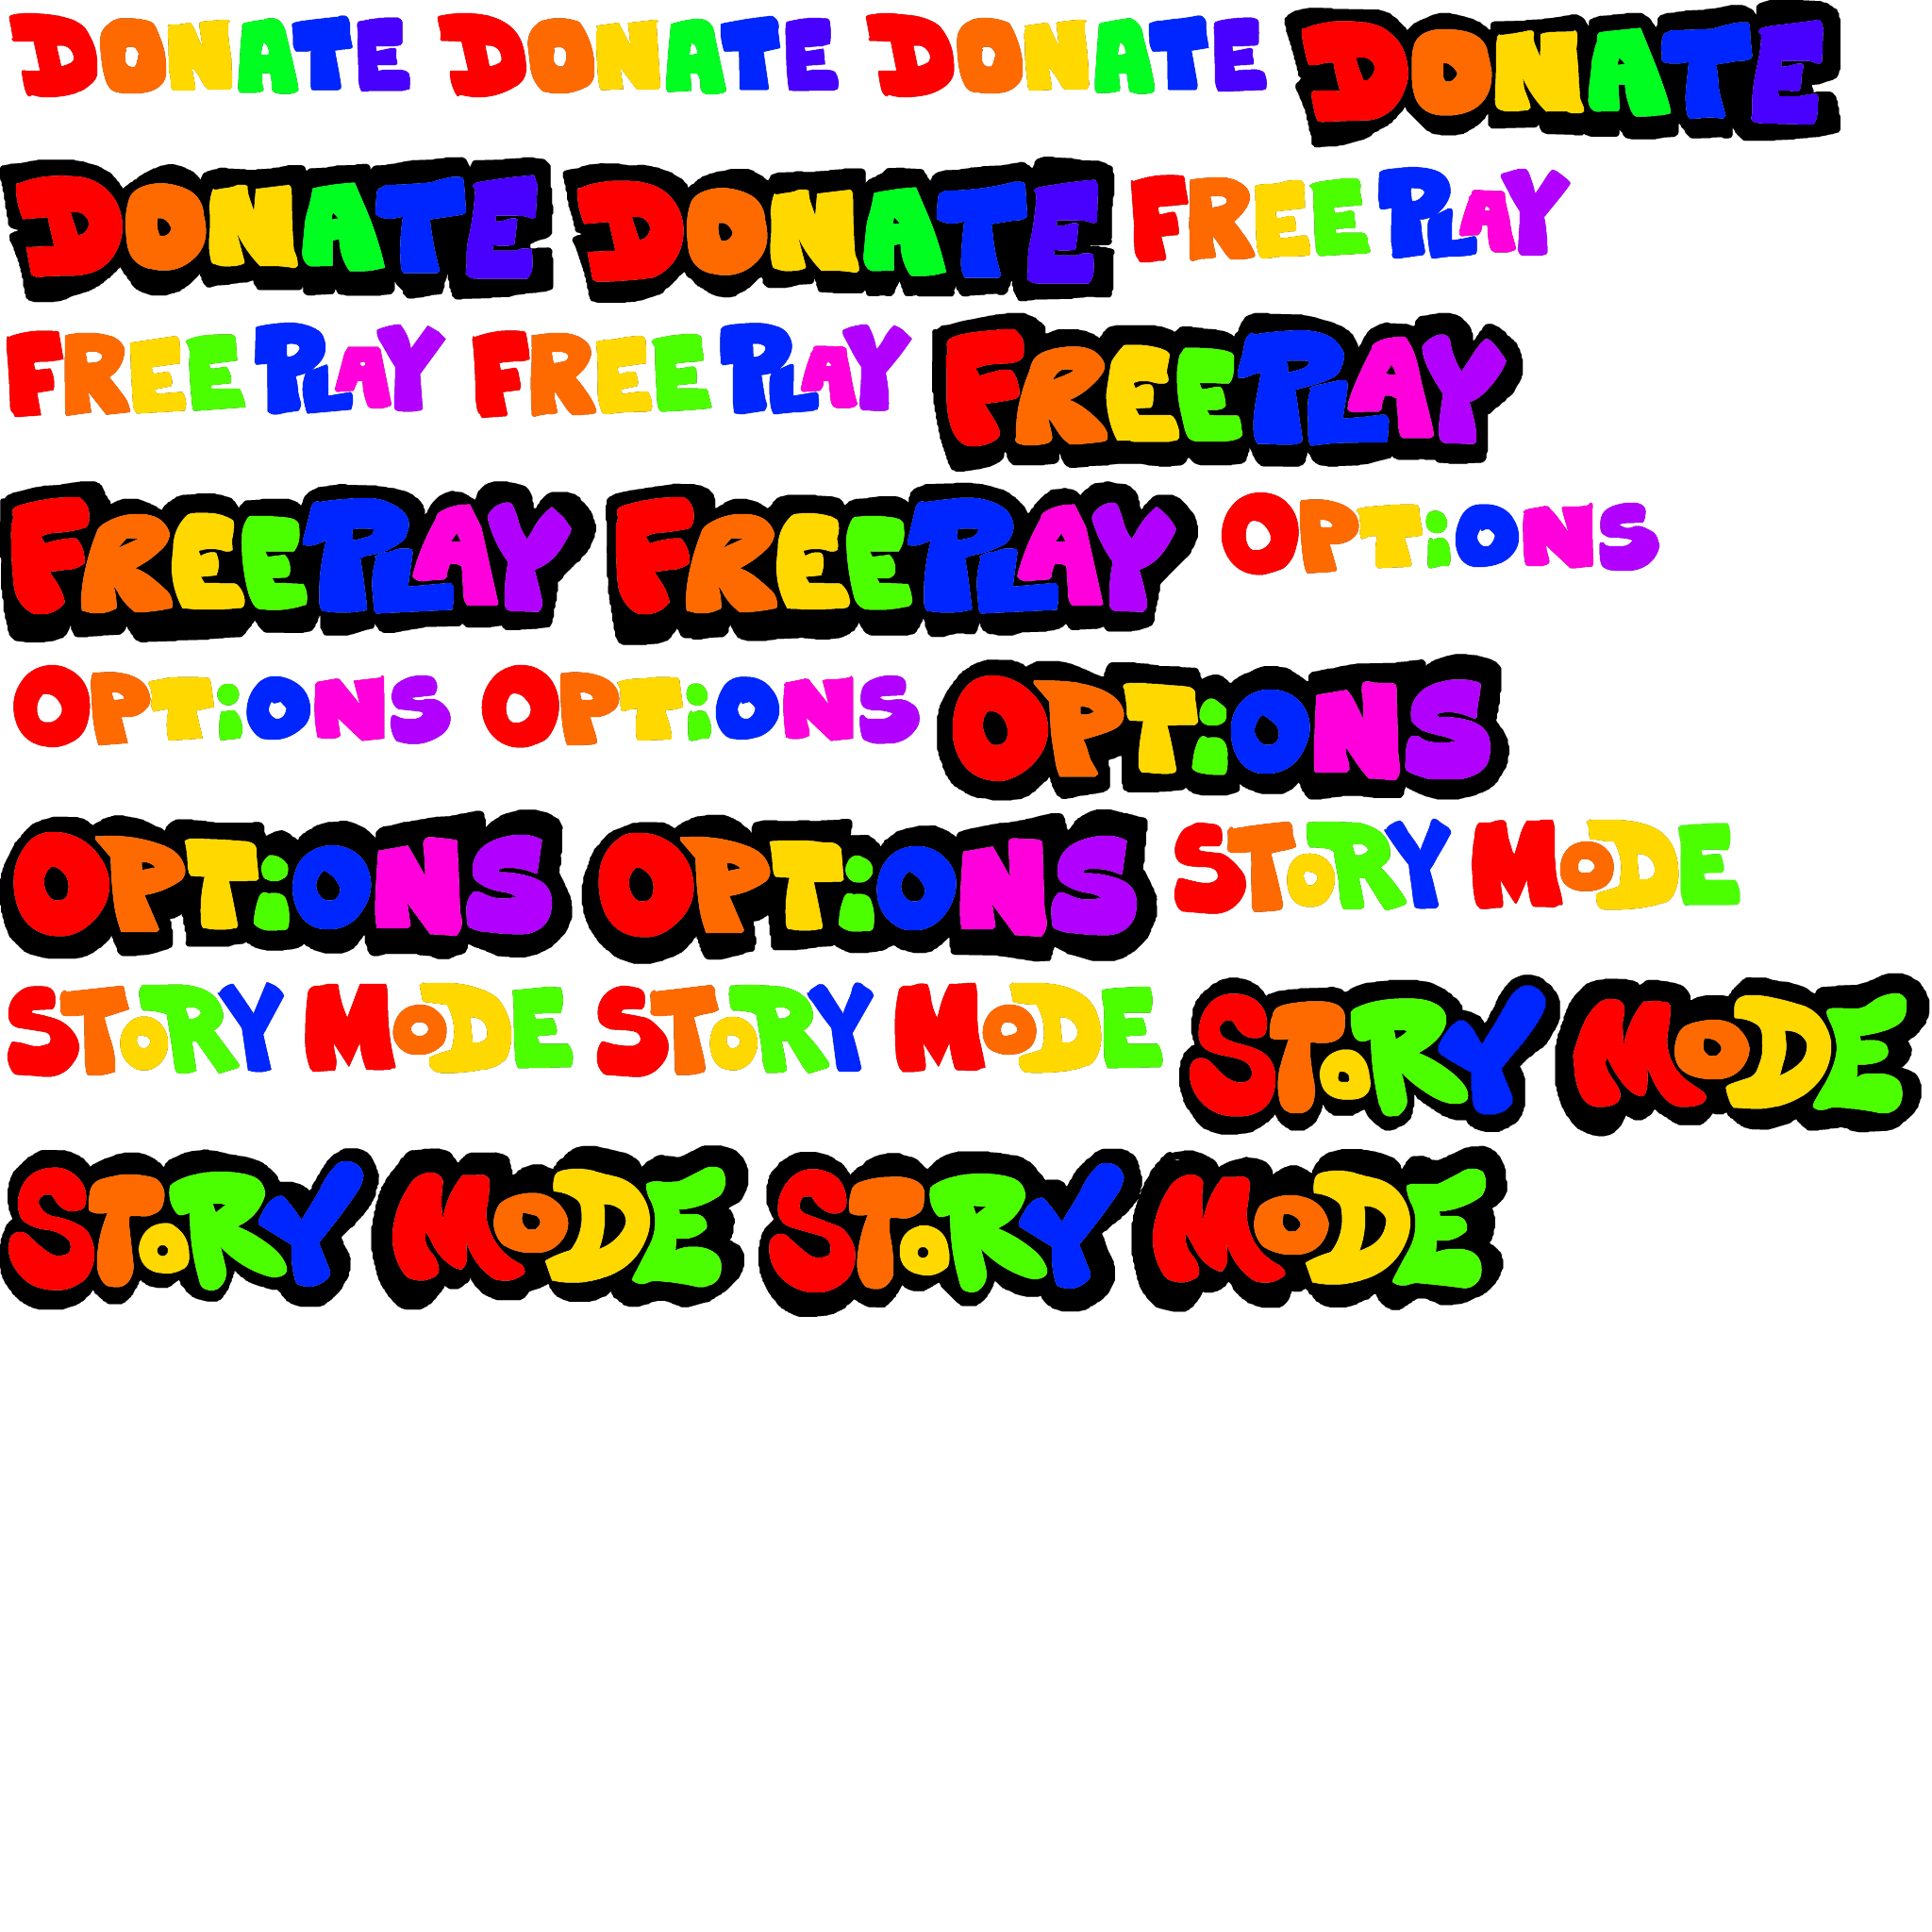 DONATE DONATE DONATE DONATE
DONATE DONATE FREEPLAY
FREEPLAY FREEPLAY FREEPLAY
FREEPLAY FREEPLAY OPTiONS
OPTiONS OPTiONS OPTiONS
OPTiONS OPTiONS SToRY MoDE
SToRY MoDE SToRY MoDE SToRY MoDE
SToRY MoDE SToRY MoDE